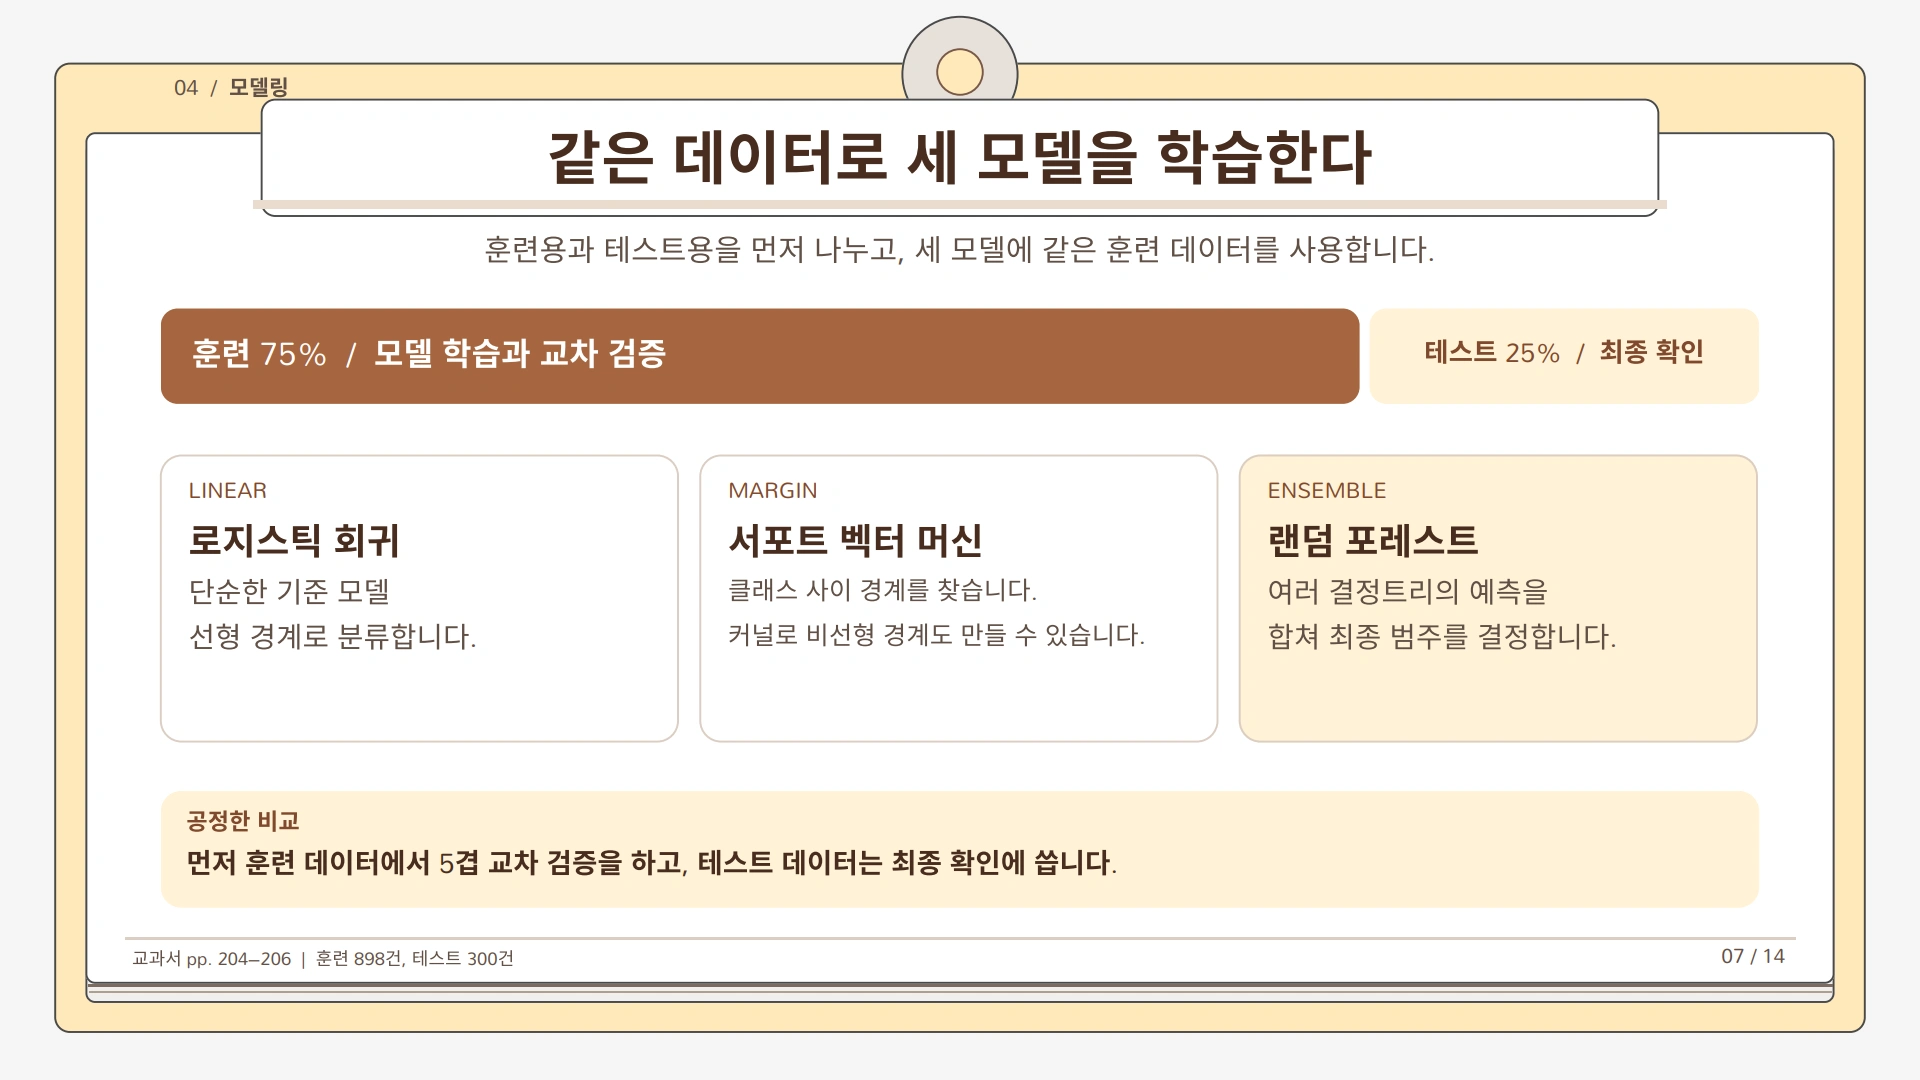 04 / 모델링
같은 데이터로 세 모델을 학습한다
훈련용과 테스트용을 먼저 나누고, 세 모델에 같은 훈련 데이터를 사용합니다.
훈련 75% / 모델 학습과 교차 검증
테스트 25% / 최종 확인
LINEAR
로지스틱 회귀
단순한 기준 모델
선형 경계로 분류합니다.
MARGIN
서포트 벡터 머신
클래스 사이 경계를 찾습니다.
커널로 비선형 경계도 만들 수 있습니다.
ENSEMBLE
랜덤 포레스트
여러 결정트리의 예측을
합쳐 최종 범주를 결정합니다.
공정한 비교
먼저 훈련 데이터에서 5겹 교차 검증을 하고, 테스트 데이터는 최종 확인에 씁니다.
교과서 pp. 204–206 | 훈련 898건, 테스트 300건
07 / 14